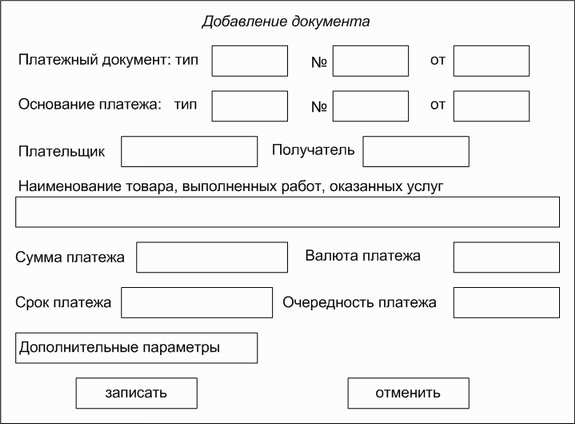 Добавление документа
Платежный документ: тип № от
Основание платежа: тип № от
Плательщик Получатель
Наименование товара, выполненных работ, оказанных услуг
Сумма платежа Валюта платежа
Срок платежа Очередность платежа
Дополнительные параметры
записать отменить